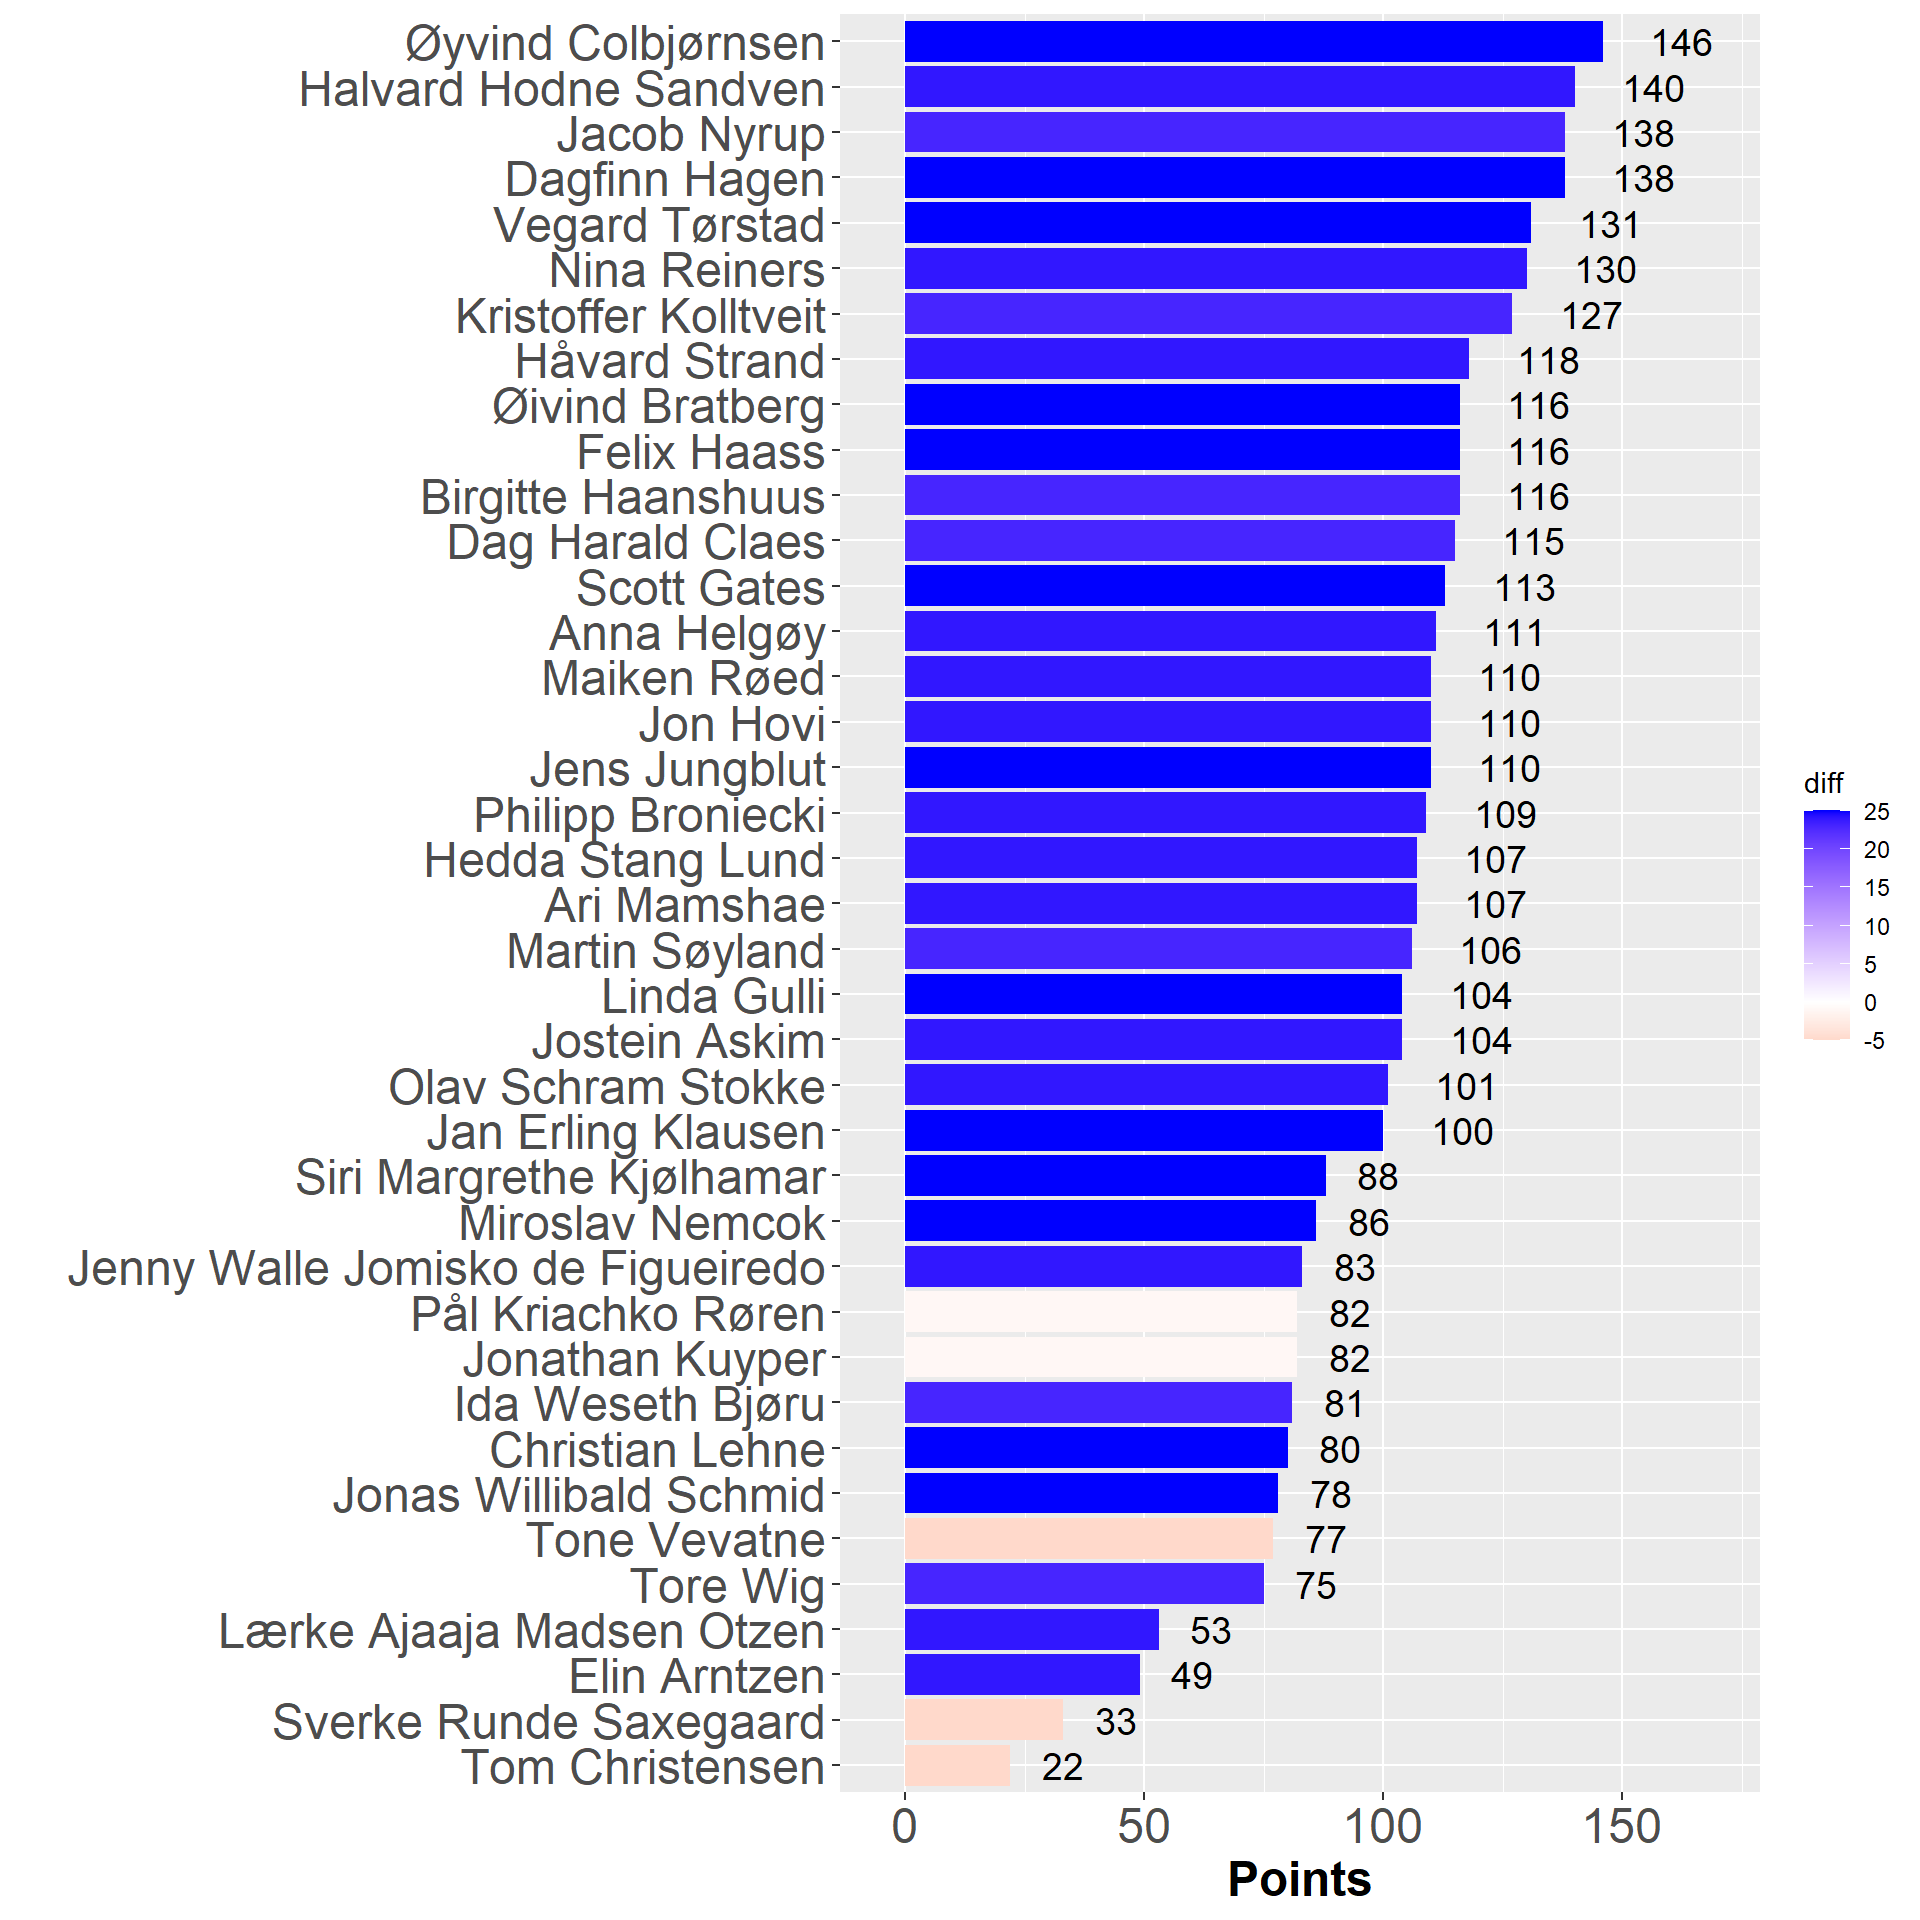 Øyvind Colbjørnsen 146
Halvard Hodne Sandven 140
Jacob Nyrup 138
Dagfinn Hagen 138
Vegard Tørstad 131
Nina Reiners 130
Kristoffer Kolltveit 127
Håvard Strand 118
Øivind Bratberg 116
Felix Haass 116
Birgitte Haanshuus 116
Dag Harald Claes 115
Scott Gates 113
Anna Helgøy 111
Maiken Røed 110
Jon Hovi 110
Jens Jungblut 110
Philipp Broniecki 109
Hedda Stang Lund 107
Ari Mamshae 107
Martin Søyland 106
Linda Gulli 104
Jostein Askim 104
Olav Schram Stokke 101
Jan Erling Klausen 100
Siri Margrethe Kjølhamar 88
Miroslav Nemcok 86
Jenny Walle Jomisko de Figueiredo 83
Pål Kriachko Røren 82
Jonathan Kuyper 82
Ida Weseth Bjøru 81
Christian Lehne 80
Jonas Willibald Schmid 78
Tone Vevatne 77
Tore Wig 75
Lærke Ajaaja Madsen Otzen 53
Elin Arntzen 49
Sverke Runde Saxegaard 33
Tom Christensen 22
0 50 100 150
Points
diff
25
20
15
10
5
0
-5